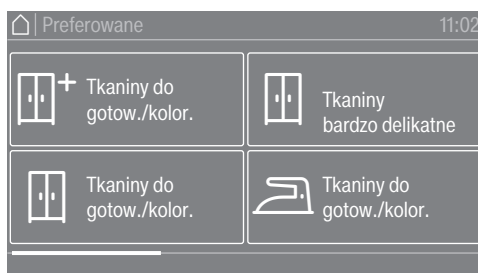 Preferowane
11:02
Tkaniny do
gotow./kolor.
Tkaniny
bardzo delikatne
Tkaniny do
gotow./kolor.
Tkaniny do
gotow./kolor.